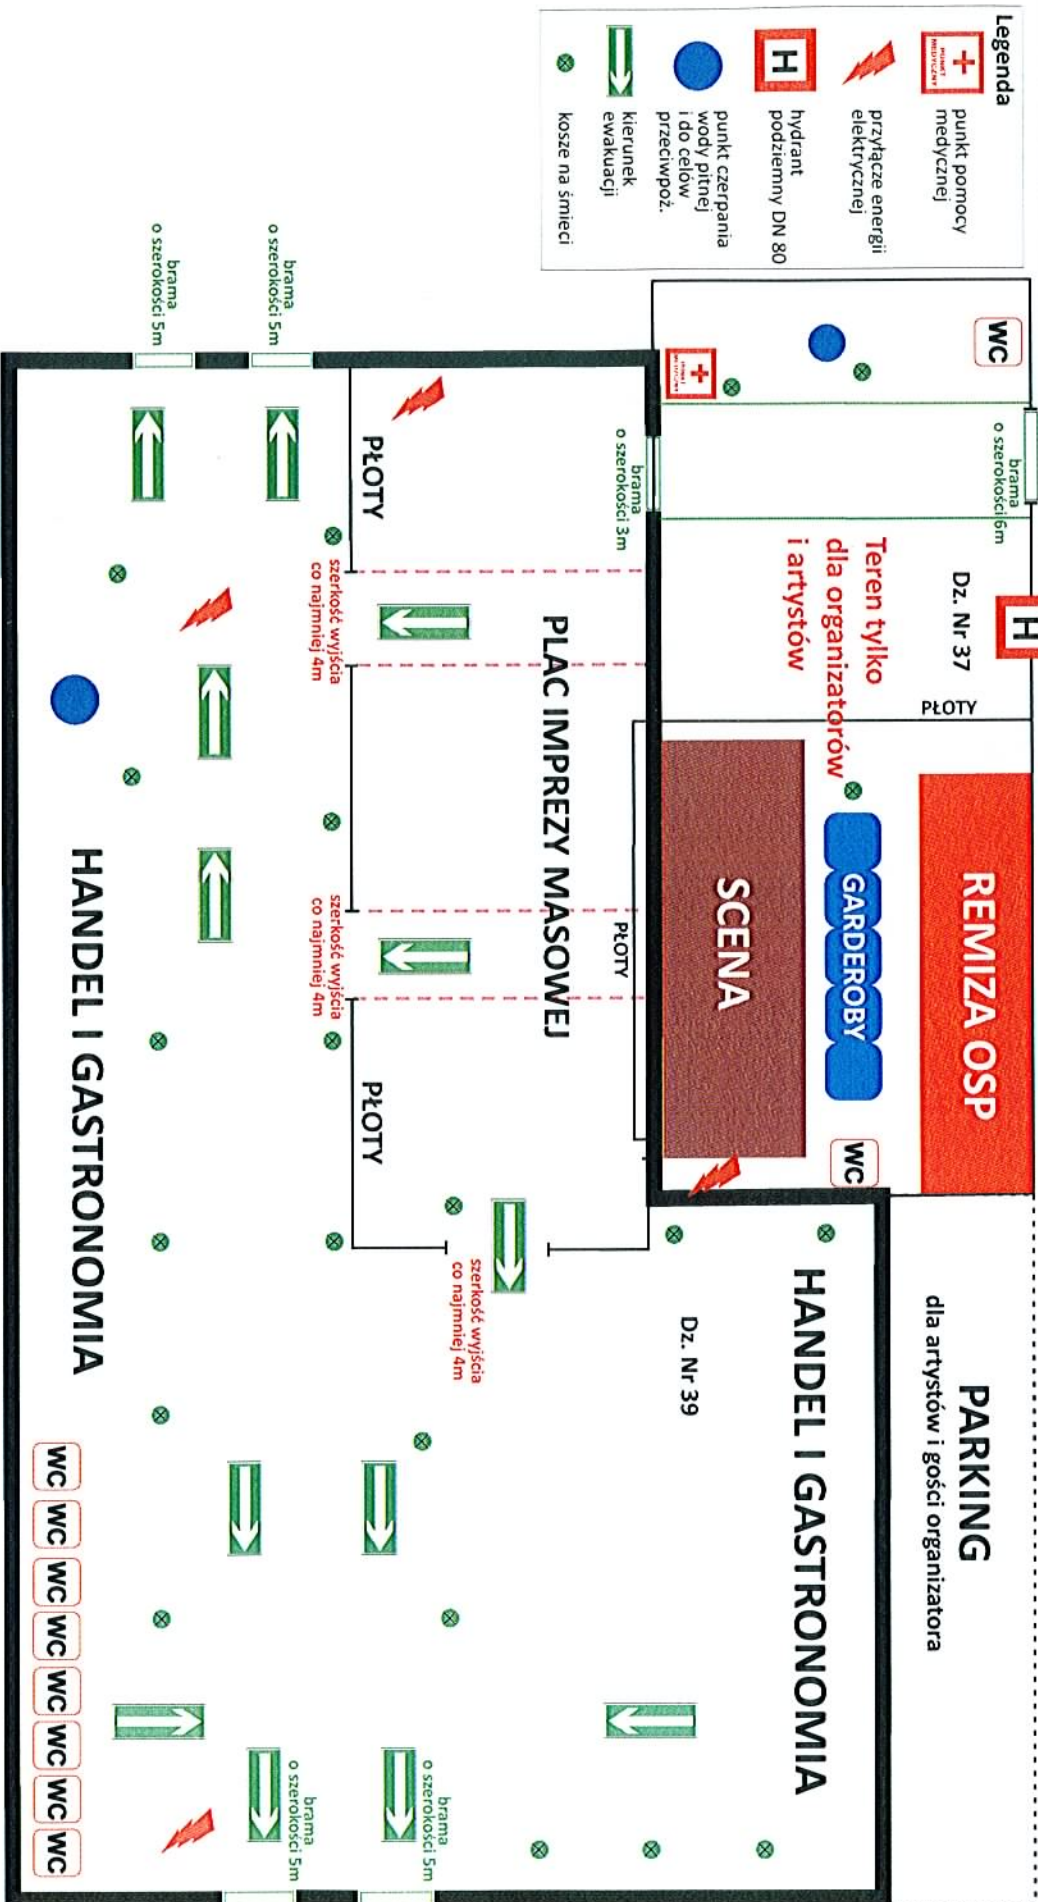 Legenda
PUNKT
MEDYCZNY
punkt pomocy
medycznej
przyłącze energii
elektrycznej
H
hydrant
podziemny DN 80
punkt czerpania
wody pitnej
i do celów
przeciwpoż.
kierunek
ewakuacji
kosze na śmieci
WC
brama
o szerokości 6m
H
Dz. Nr 37
Teren tylko
dla organizatorów
i artystów
PŁOTY
REMIZA OSP
GARDEROBY
SCENA
WC
PARKING
dla artystów i gości organizatora
HANDEL I GASTRONOMIA
Dz. Nr 39
brama
o szerokości 3m
PŁOTY
PLAC IMPREZY MASOWEJ
PŁOTY
szerkość wyjścia
co najmniej 4m
szerkość wyjścia
co najmniej 4m
PŁOTY
szerkość wyjścia
co najmniej 4m
brama
o szerokości 5m
brama
o szerokości 5m
HANDEL I GASTRONOMIA
brama
o szerokości 5m
brama
o szerokości 5m
WC WC WC WC WC WC WC WC